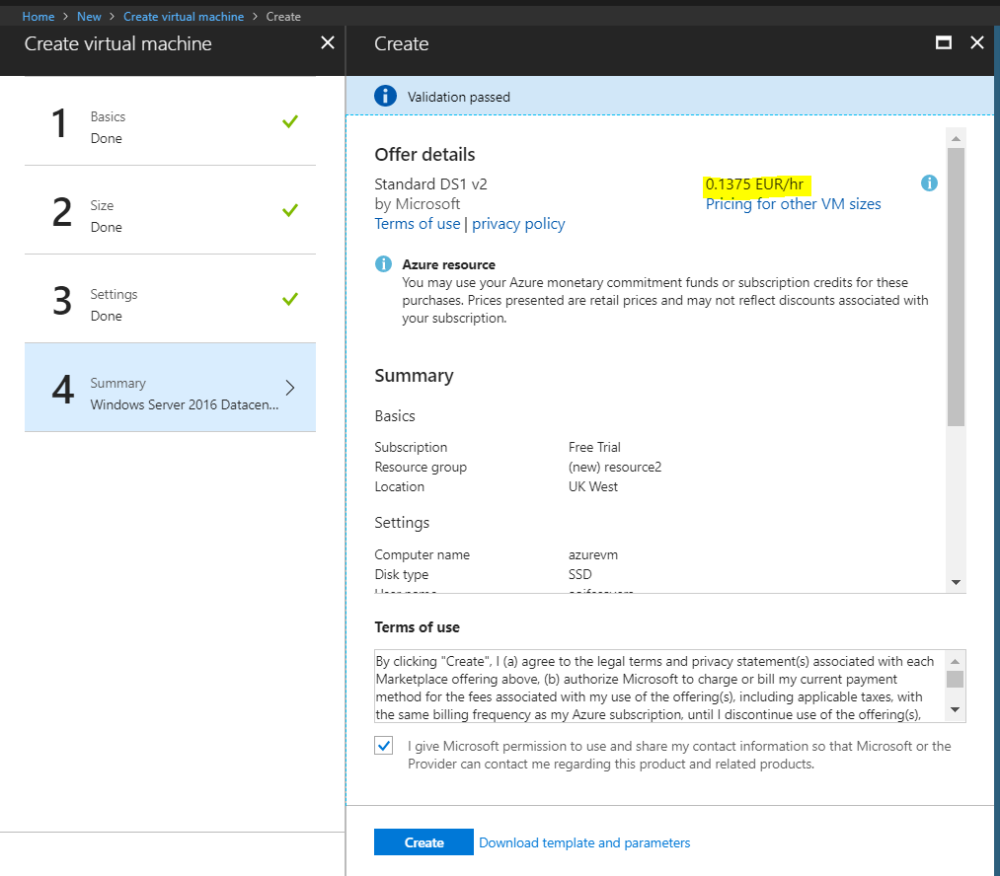 Home > New > Create virtual machine > Create
Create virtual machine
1
Basics
Done
2
Size
Done
3
Settings
Done
4
Summary
Windows Server 2016 Datacen...
Create
Validation passed
Offer details
Standard DS1 v2
0.1375 EUR/hr
by Microsoft
Pricing for other VM sizes
Terms of use | privacy policy
Azure resource
You may use your Azure monetary commitment funds or subscription credits for these
purchases. Prices presented are retail prices and may not reflect discounts associated with
your subscription.
Summary
Basics
Subscription Free Trial
Resource group (new) resource2
Location UK West
Settings
Computer name azurevm
Disk type SSD
User name
Terms of use
By clicking "Create", I (a) agree to the legal terms and privacy statement(s) associated with each
Marketplace offering above, (b) authorize Microsoft to charge or bill my current payment
method for the fees associated with my use of the offering(s), including applicable taxes, with
the same billing frequency as my Azure subscription, until I discontinue use of the offering(s),
I give Microsoft permission to use and share my contact information so that Microsoft or the
Provider can contact me regarding this product and related products.
Create
Download template and parameters